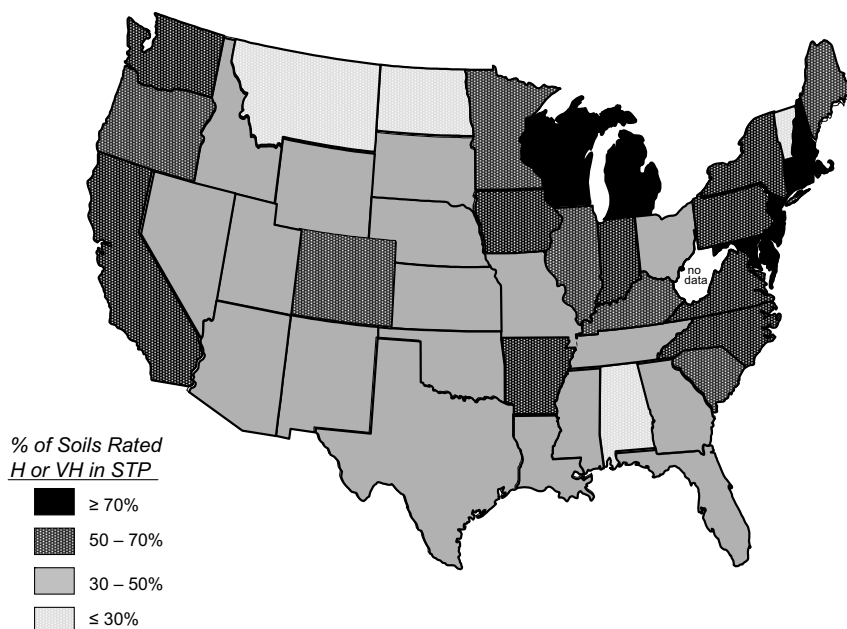 no
data
% of Soils Rated
H or VH in STP
≥ 70%
50 – 70%
30 – 50%
≤ 30%